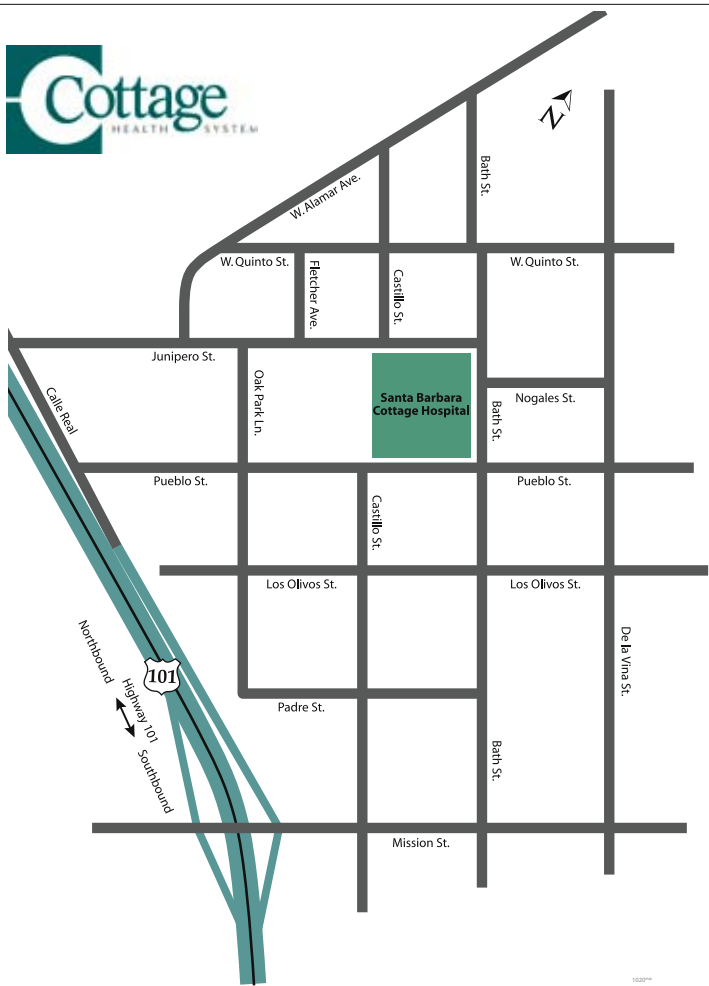 Cottage
HEALTH SYSTEM
N
Bath St.
W. Alamar Ave.
W. Quinto St.
W. Quinto St.
Fletcher Ave.
Castillo St.
Junipero St.
Oak Park Ln.
Santa Barbara
Cottage Hospital
Nogales St.
Calle Real
Bath St.
Pueblo St.
Pueblo St.
Castillo St.
Los Olivos St.
Los Olivos St.
Northbound
101
Highway 101
Southbound
De la Vina St.
Padre St.
Bath St.
Mission St.